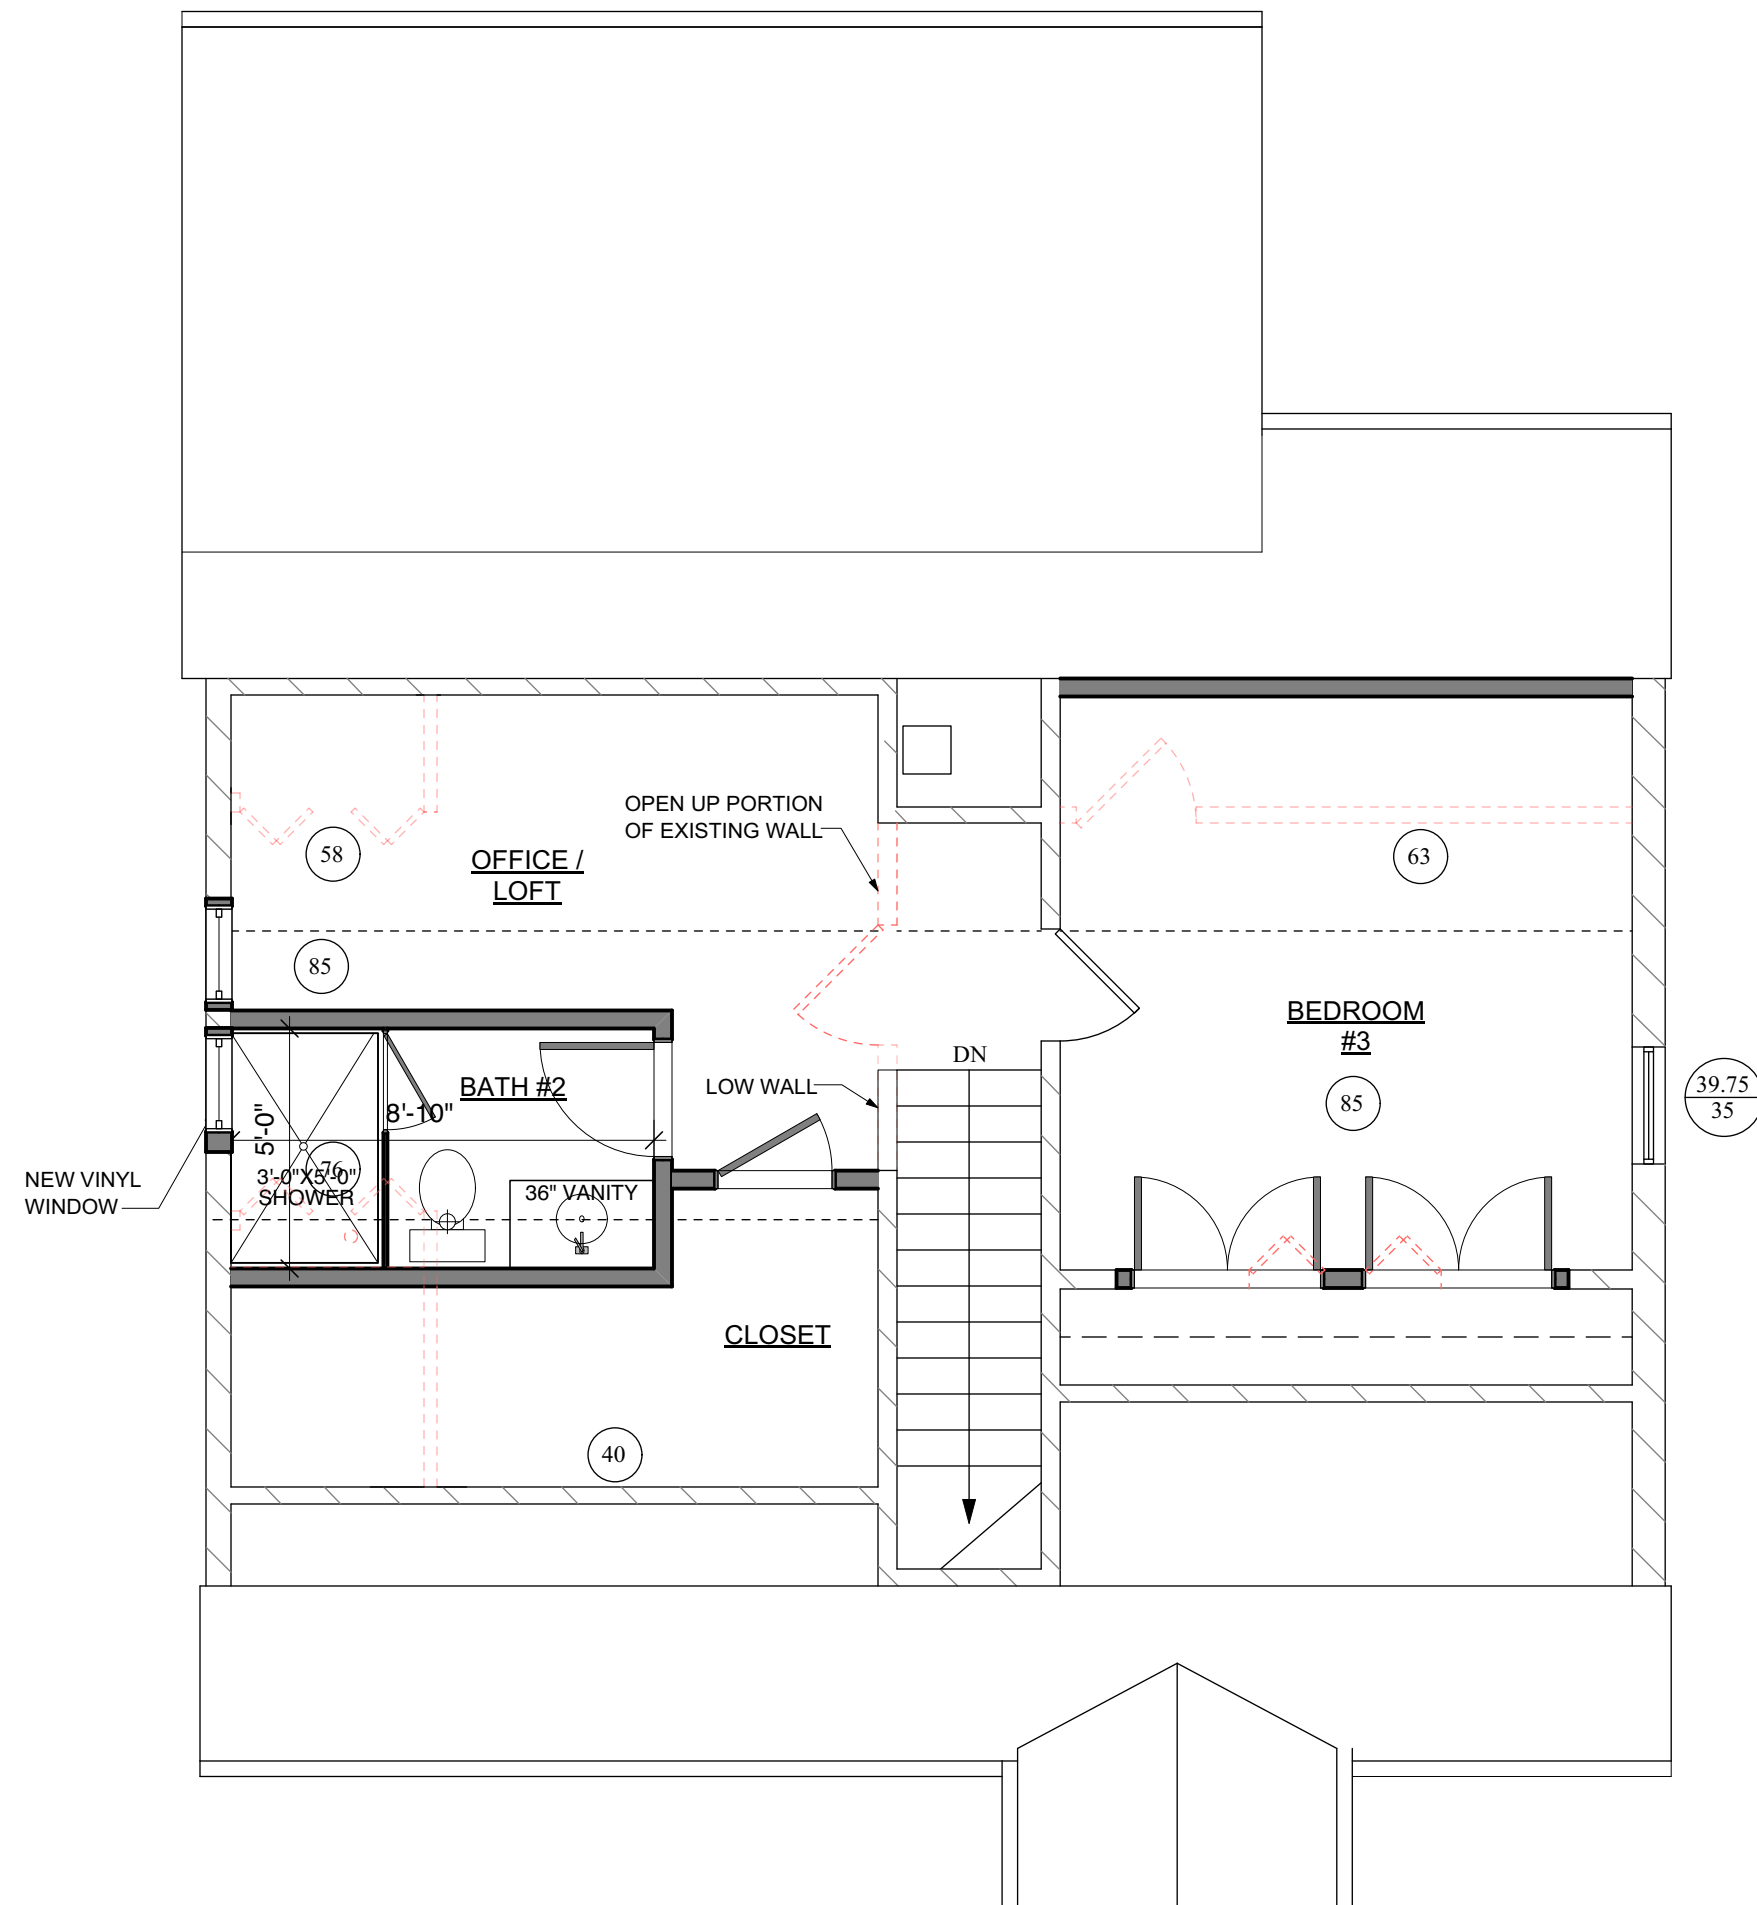 OPEN UP PORTION
OF EXISTING WALL
58
OFFICE /
LOFT
63
85
BEDROOM
#3
DN
BATH #2
LOW WALL
8'-10"
5'-0"
85
39.75
35
76
3'-0"X5'-0"
SHOWER
36" VANITY
NEW VINYL
WINDOW
CLOSET
40